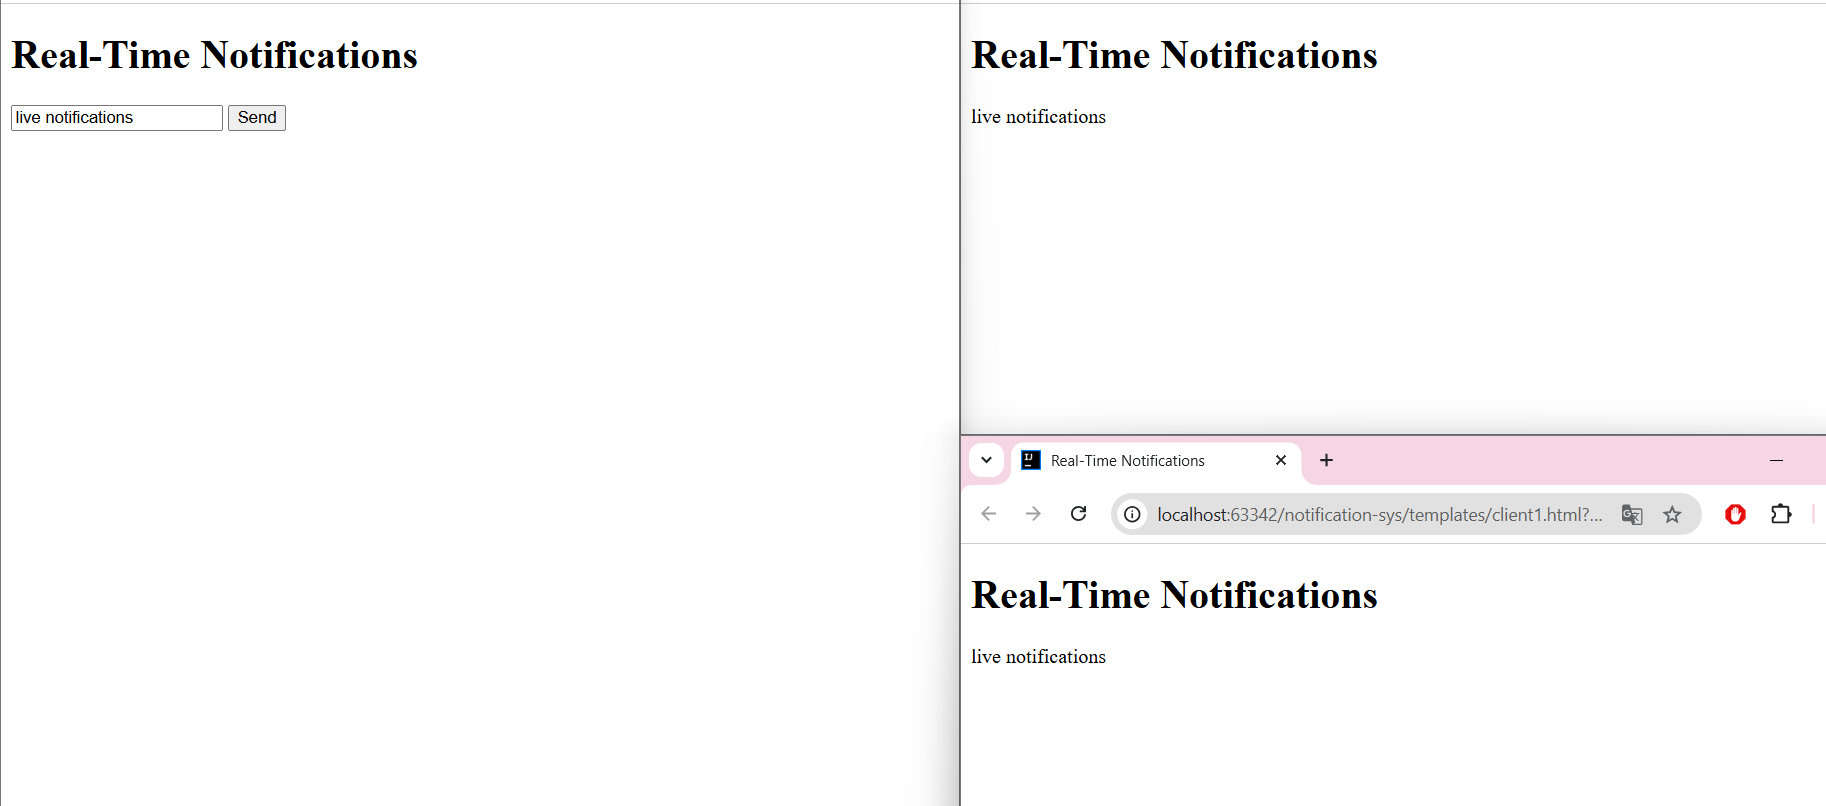 Real-Time Notifications
live notifications Send
Real-Time Notifications
live notifications
IJ Real-Time Notifications
localhost:63342/notification-sys/templates/client1.html?...
Real-Time Notifications
live notifications